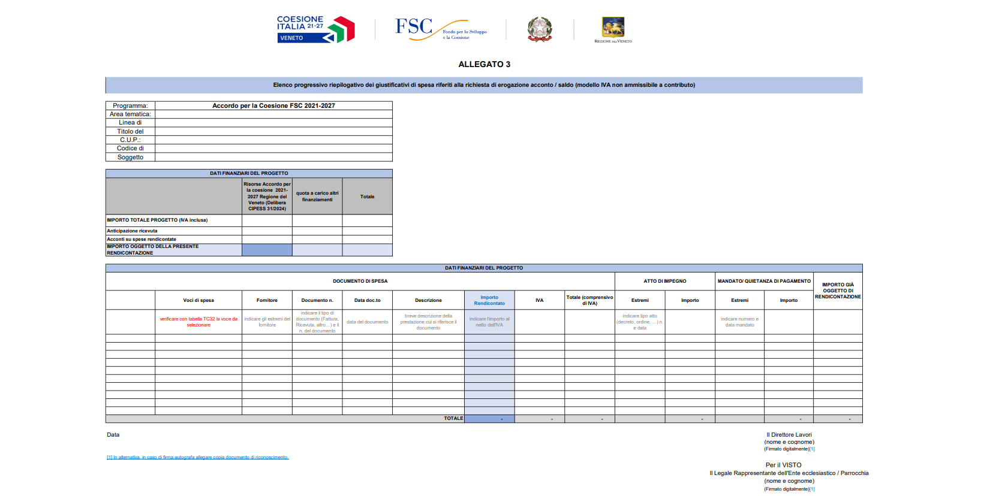 COESIONE
ITALIA 21-27
VENETO
FSC
Fondo per lo Sviluppo
e la Coesione
REGIONE DEL VENETO
ALLEGATO 3
Elenco progressivo riepilogativo dei giustificativi di spesa riferiti alla richiesta di erogazione acconto / saldo (modello IVA non ammissibile a contributo)
Programma: Accordo per la Coesione FSC 2021-2027
Area tematica:
Linea di
Titolo del
C.U.P.:
Codice di
Soggetto
DATI FINANZIARI DEL PROGETTO
Risorse Accordo per
la coesione 2021-
2027 Regione del
Veneto (Delibera
CIPESS 31/2024)
quota a carico altri
finanziamenti
Totale
IMPORTO TOTALE PROGETTO (IVA inclusa)
Anticipazione ricevuta
Acconti su spese rendicontate
IMPORTO OGGETTO DELLA PRESENTE
RENDICONTAZIONE
DATI FINANZIARI DEL PROGETTO
DOCUMENTO DI SPESA
ATTO DI IMPEGNO
MANDATO/ QUIETANZA DI PAGAMENTO
IMPORTO GIÀ
OGGETTO DI
RENDICONTAZIONE
Voci di spesa
Fornitore
Documento n.
Data doc.to
Descrizione
Importo
Rendicontato
IVA
Totale (comprensivo
di IVA)
Estremi
Importo
Estremi
Importo
verificare con tabella TC32 la voce da
selezionare
indicare gli estremi del
fornitore
indicare il tipo di
documento (Fattura,
Ricevuta, altro...) e il
n. del documento
data del documento
breve descrizione della
prestazione cui si riferisce il
documento
indicare l'importo al
netto dell'IVA
indicare tipo atto
(decreto, ordine, ...) n.
e data
indicare numero e
data mandato
TOTALE - - - - - -
Data
Il Direttore Lavori
(nome e cognome)
(Firmato digitalmente)[1]
[1] In alternativa, in caso di firma autografa allegare copia documento di riconoscimento.
Per il VISTO
Il Legale Rappresentante dell'Ente ecclesiastico / Parrocchia
(nome e cognome)
(Firmato digitalmente)[1]